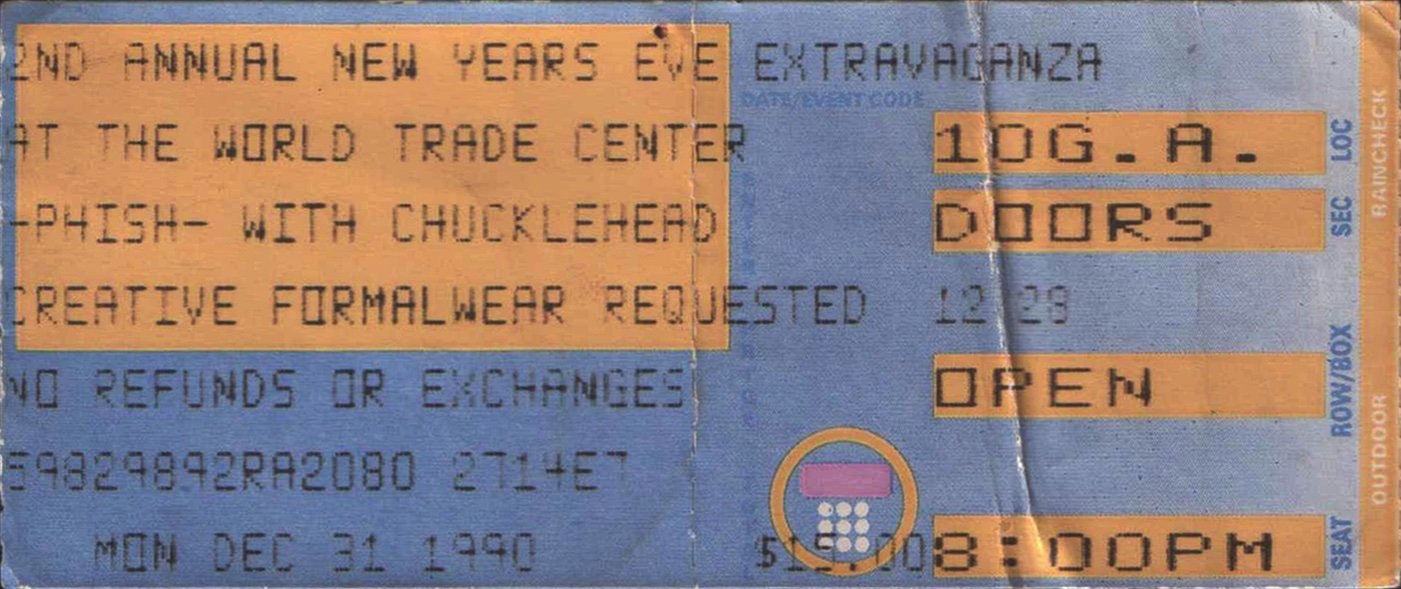 2ND ANNUAL NEW YEARS EVE EXTRAVAGANZA
DATE/EVENT CODE
AT THE WORLD TRADE CENTER
10G.A.
LOC
-PHISH- WITH CHUCKLEHEAD
DOORS
SEC
CREATIVE FORMALWEAR REQUESTED
12 28
NO REFUNDS OR EXCHANGES
OPEN
ROW/BOX
59829892RA2080 2714E7
MON DEC 31 1990
$15.00
8:00PM
SEAT
RAINCHECK
OUTDOOR